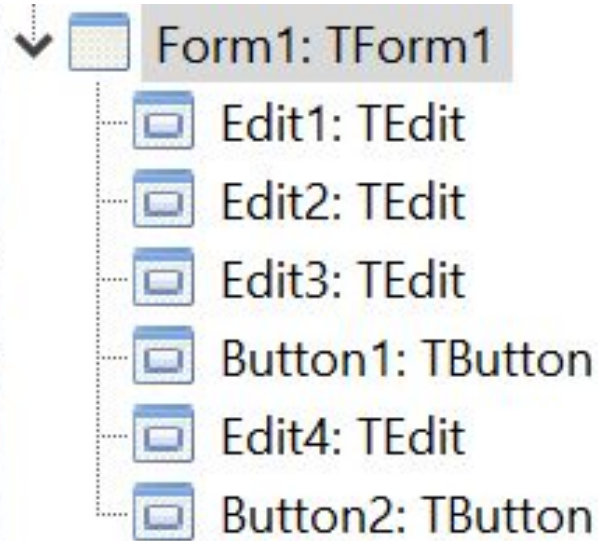 Form1: TForm1
Edit1: TEdit
Edit2: TEdit
Edit3: TEdit
Button1: TButton
Edit4: TEdit
Button2: TButton